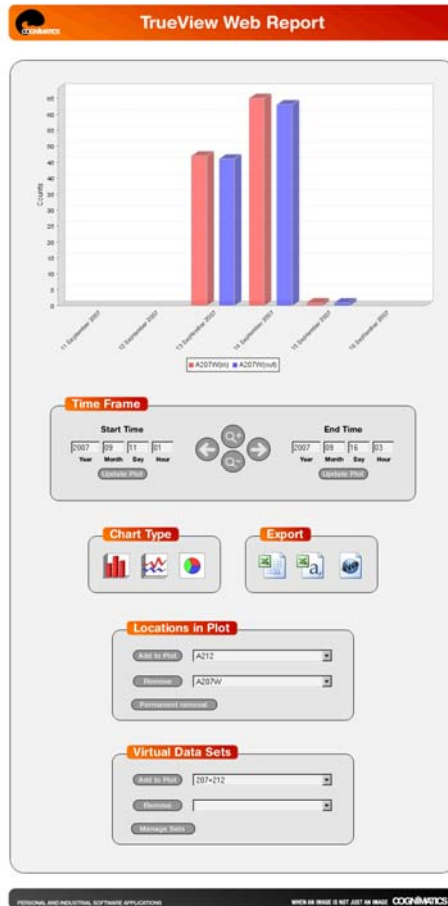 COGNIMATICS
TrueView Web Report
65
60
55
50
45
40
35
30
25
20
15
10
5
0
Counts
11 September 2007
12 September 2007
13 September 2007
14 September 2007
15 September 2007
16 September 2007
A207W(in) A207W(out)
Time Frame
Start Time
End Time
2007 09 11 01
2007 09 16 03
Year Month Day Hour
Year Month Day Hour
Update Plot
Update Plot
Chart Type
Export
a,
Locations in Plot
Add to Plot A212
Remove A207W
Permanent removal
Virtual Data Sets
Add to Plot 207+212
Remove
Manage Sets
PERSONAL AND INDUSTRIAL SOFTWARE APPLICATIONS
WHEN AN IMAGE IS NOT JUST AN IMAGE COGNIMATICS